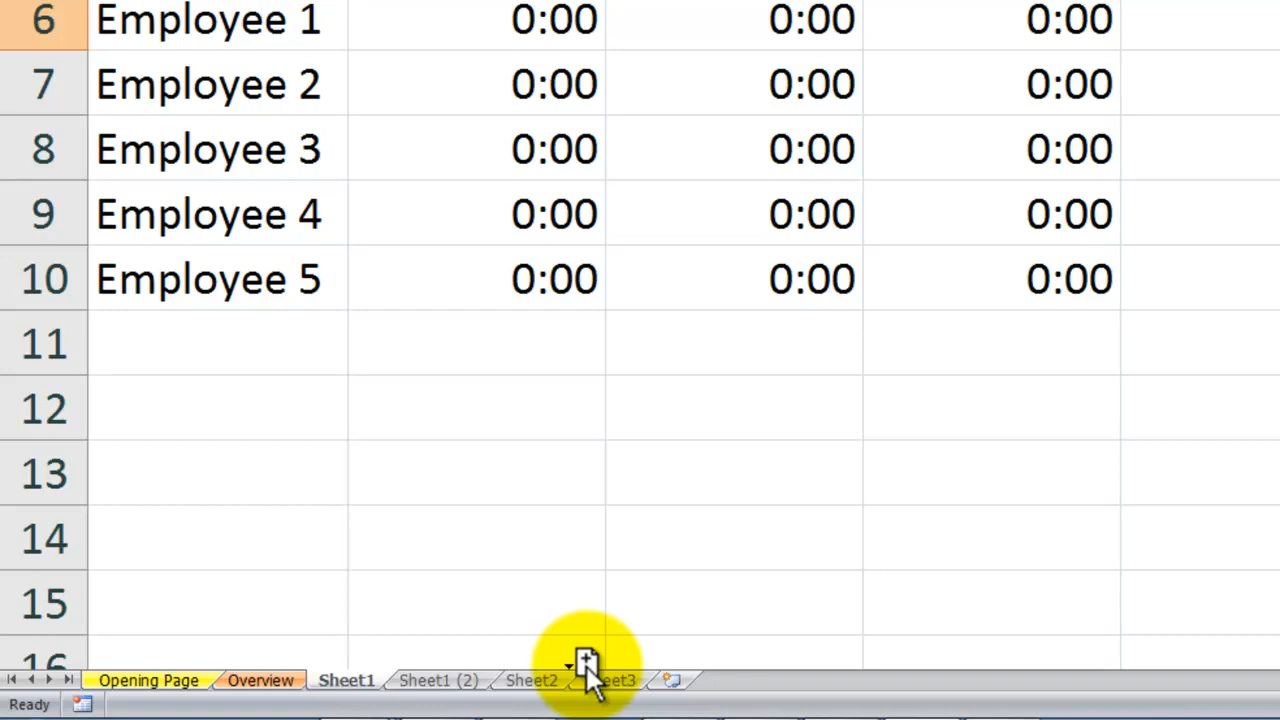 6 Employee 1 0:00 0:00 0:00
7 Employee 2 0:00 0:00 0:00
8 Employee 3 0:00 0:00 0:00
9 Employee 4 0:00 0:00 0:00
10 Employee 5 0:00 0:00 0:00
11
12
13
14
15
16
Opening Page Overview Sheet1 Sheet1 (2) Sheet2
Ready